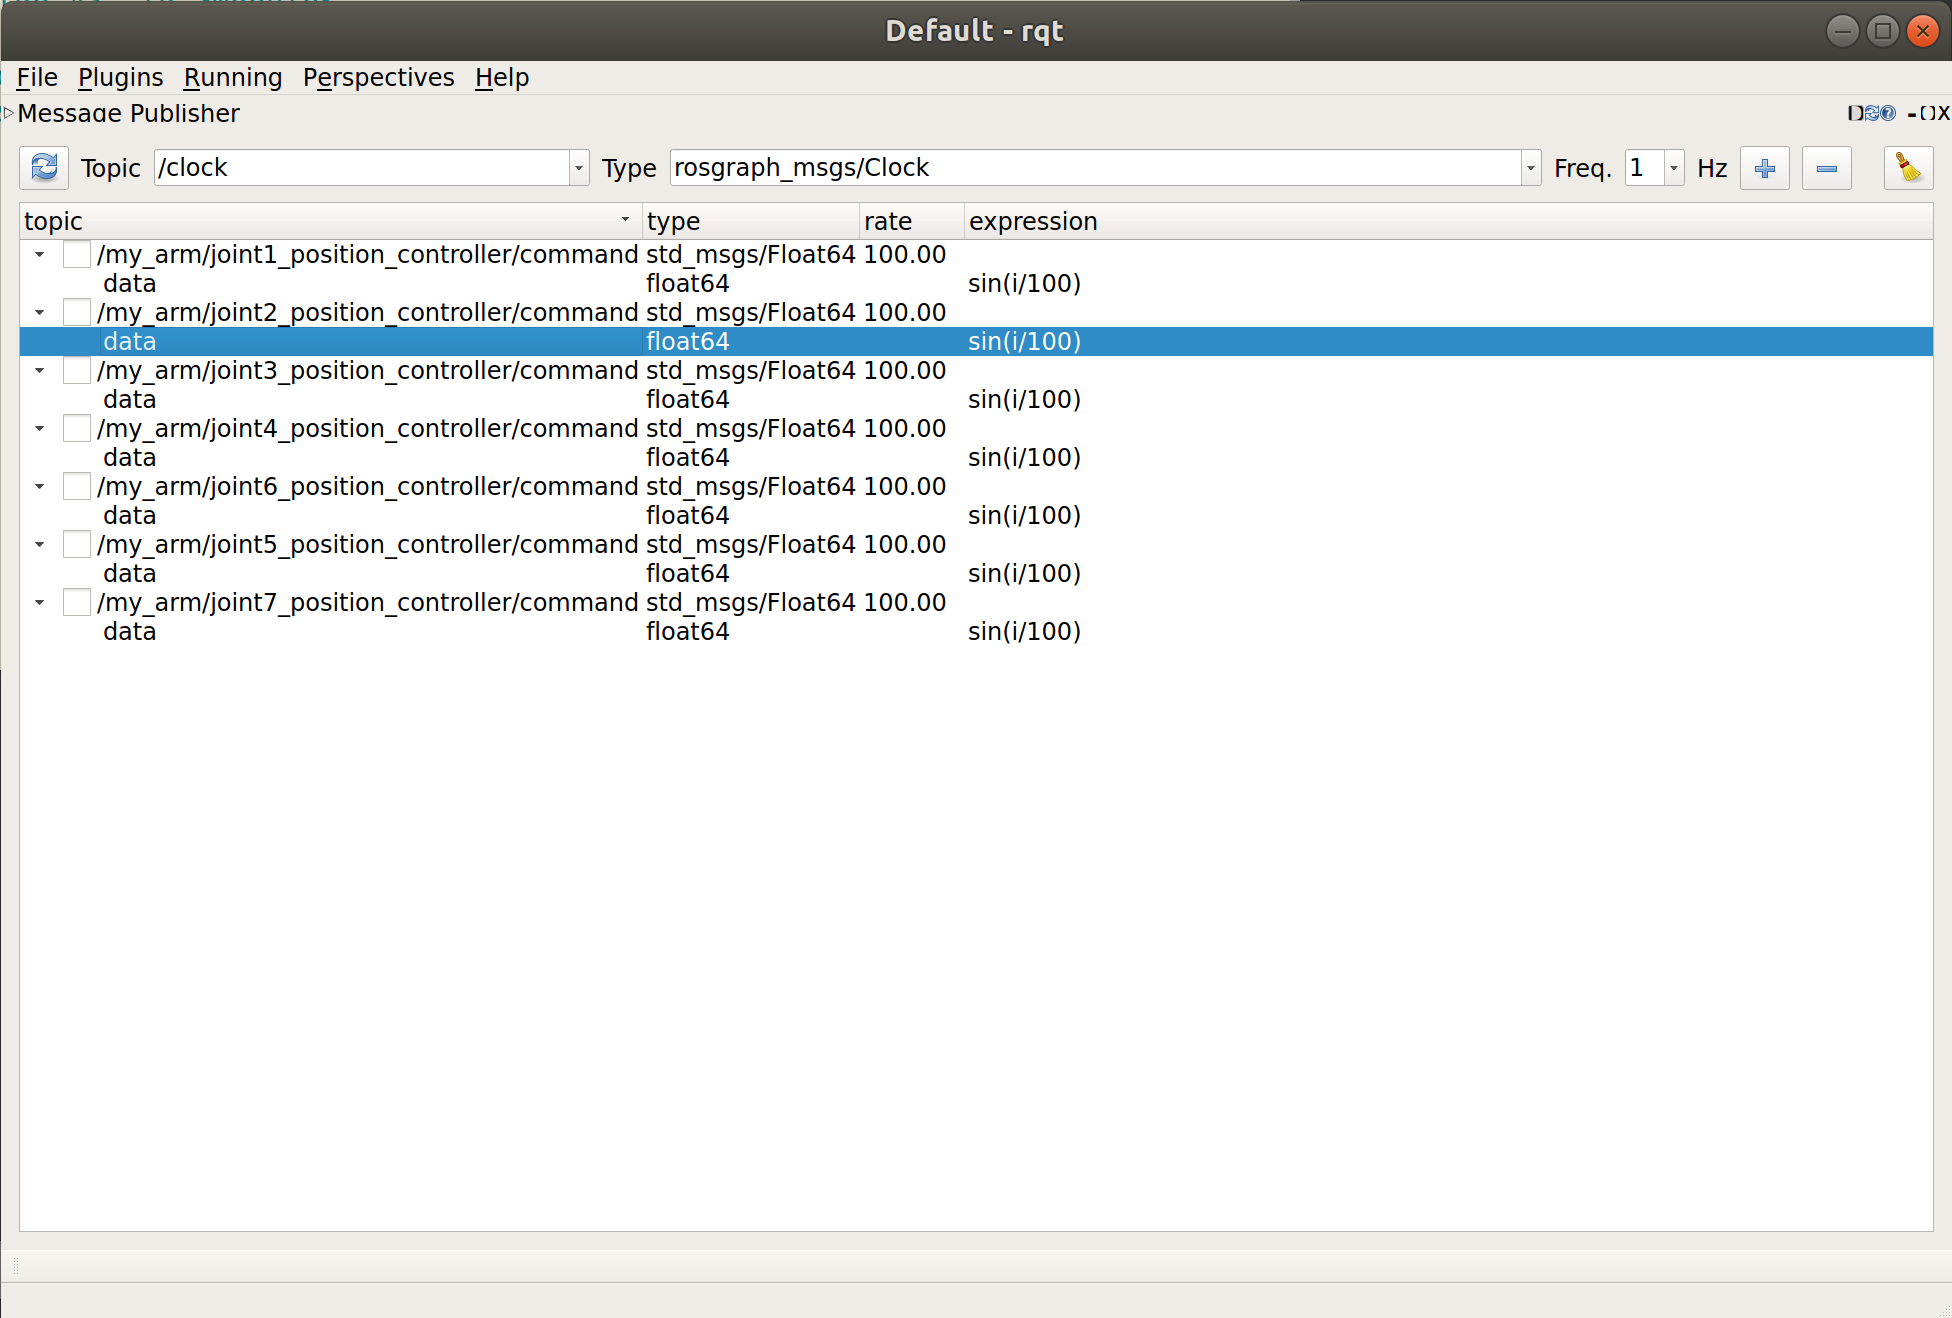 Default - rqt
File Plugins Running Perspectives Help
Message Publisher - () X
Topic /clock Type rosgraph_msgs/Clock Freq. 1 Hz
topic type rate expression
/my_arm/joint1_position_controller/command std_msgs/Float64 100.00
data float64 sin(i/100)
/my_arm/joint2_position_controller/command std_msgs/Float64 100.00
data float64 sin(i/100)
/my_arm/joint3_position_controller/command std_msgs/Float64 100.00
data float64 sin(i/100)
/my_arm/joint4_position_controller/command std_msgs/Float64 100.00
data float64 sin(i/100)
/my_arm/joint6_position_controller/command std_msgs/Float64 100.00
data float64 sin(i/100)
/my_arm/joint5_position_controller/command std_msgs/Float64 100.00
data float64 sin(i/100)
/my_arm/joint7_position_controller/command std_msgs/Float64 100.00
data float64 sin(i/100)